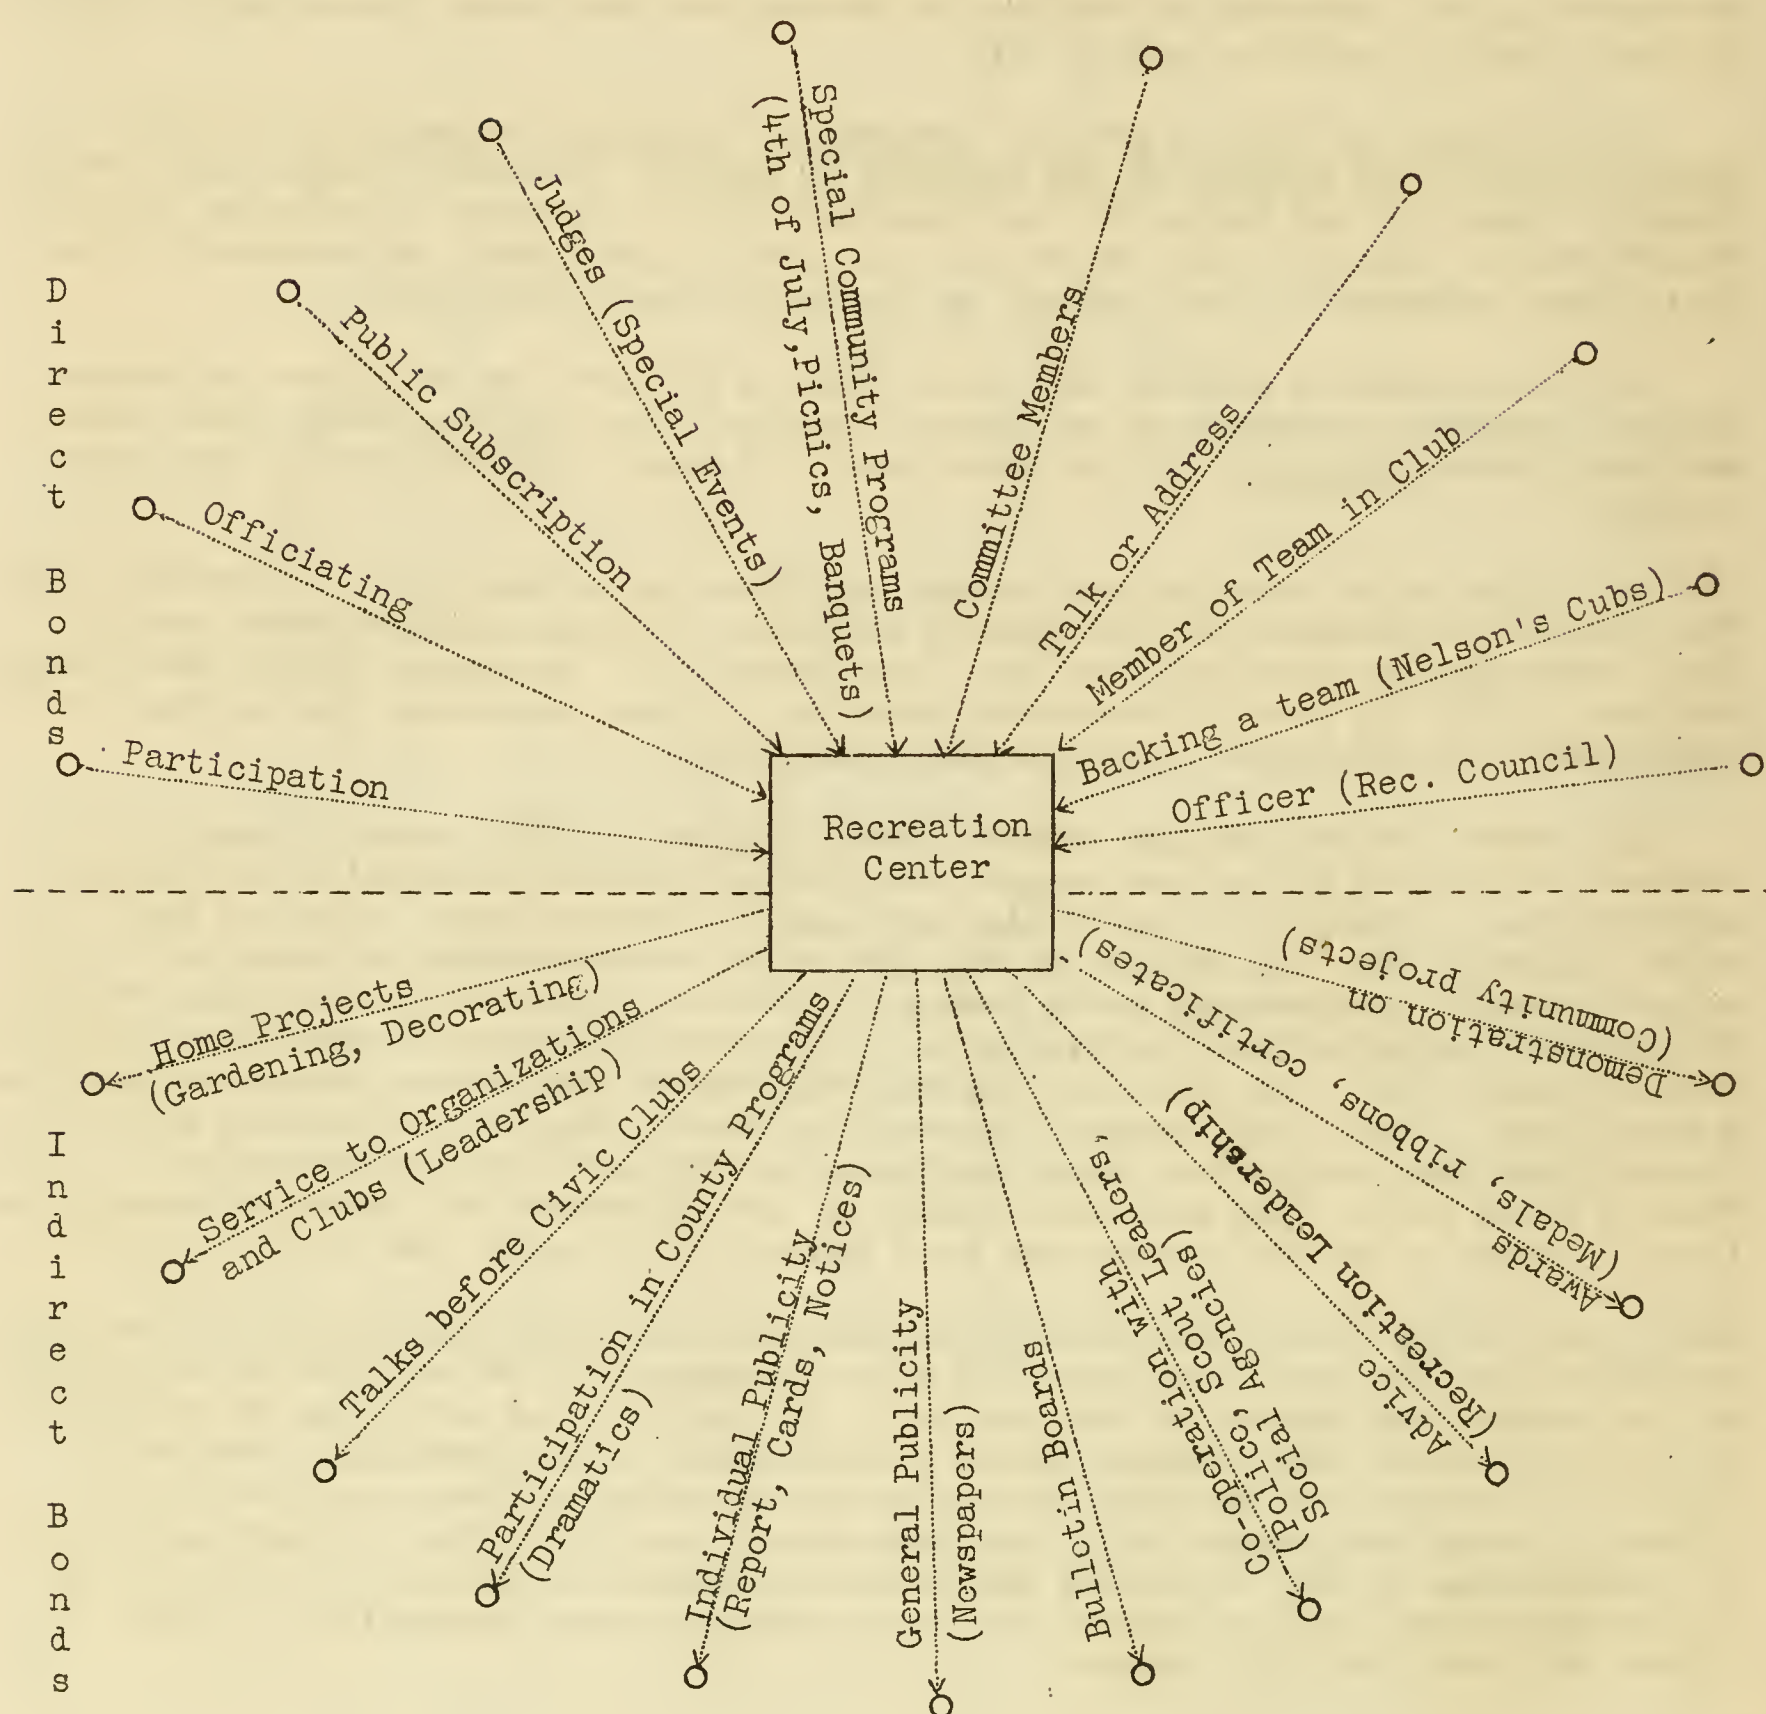 Direct Bonds
Participation
Officiating
Public Subscription
Judges (Special Events)
Special Community Programs
(4th of July, Picnics, Banquets)
Committee Members
Talk or Address
Member of Team in Club
Backing a team (Nelson's Cubs)
Officer (Rec. Council)
Recreation
Center
Indirect Bonds
Home Projects
(Gardening, Decorating)
Service to Organizations
and Clubs (Leadership)
Talks before Civic Clubs
Participation in County Programs
(Dramatics)
Individual Publicity
(Report, Cards, Notices)
General Publicity
(Newspapers)
Bulletin Boards
Co-operation with
(Police, Scout Leaders,
Social Agencies)
Advice
(Recreation Leadership)
Awards
(Medals, ribbons, certificates)
Demonstration on
(Community projects)